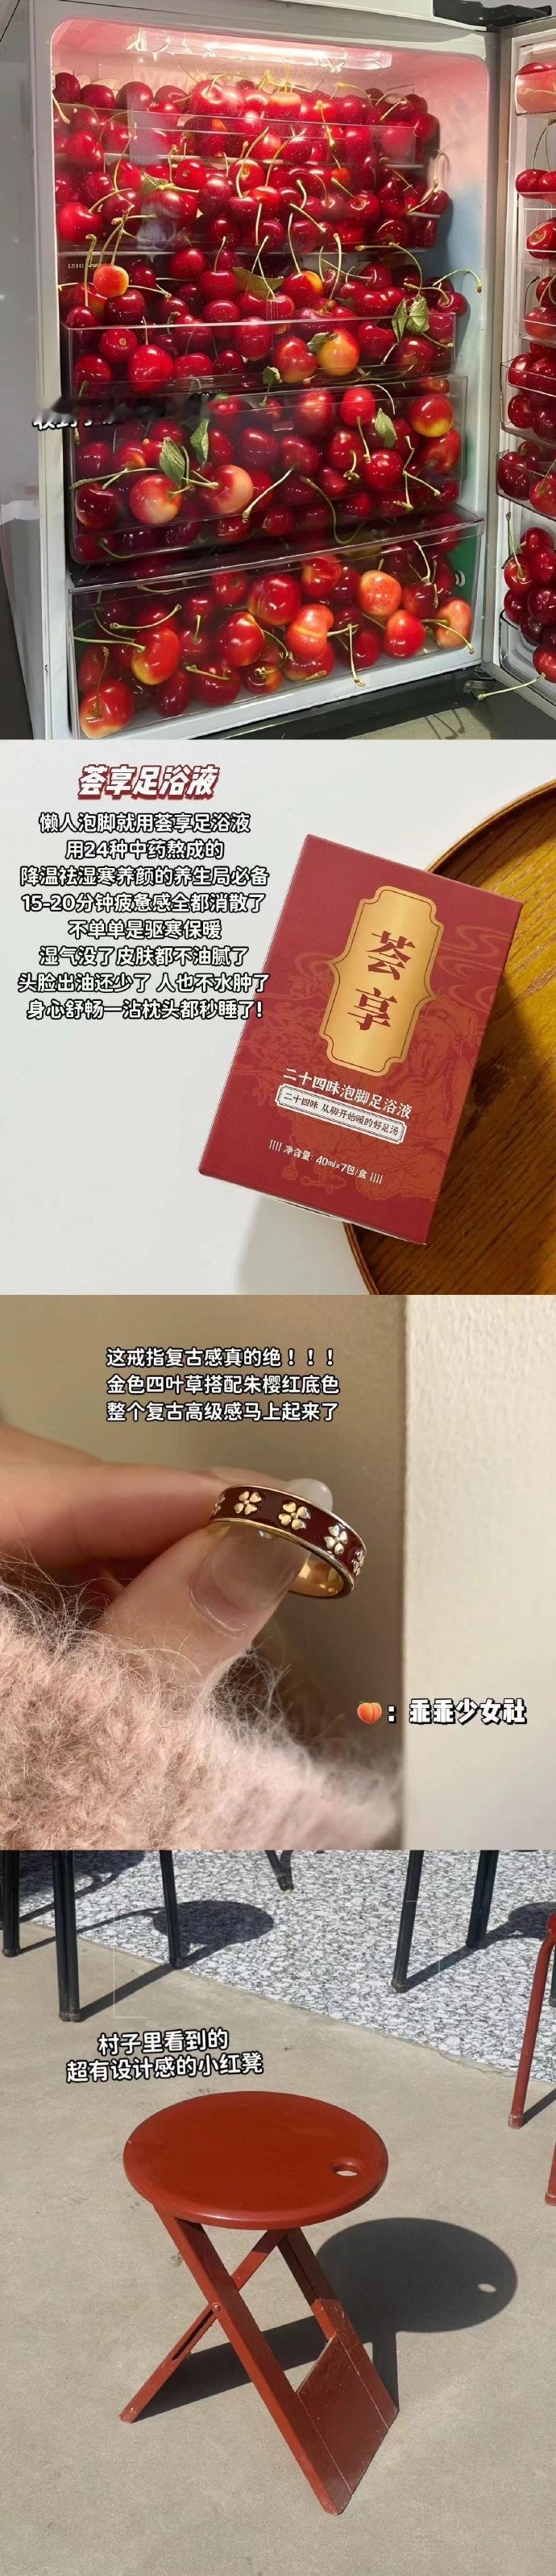 荟享足浴液
懒人泡脚就用荟享足浴液
用24种中药熬成的
降温祛湿寒养颜的养生局必备
15-20分钟疲惫感全都消散了
不单单是驱寒保暖
湿气没了皮肤都不油腻了
头脸出油还少了 人也不水肿了
身心舒畅一沾枕头都秒睡了!
荟享
二十四味泡脚足浴液
二十四味 从脚开始暖的好足汤
净含量：40ml×7包/盒
这戒指复古感真的绝！！！
金色四叶草搭配朱樱红底色
整个复古高级感马上起来了
🍑：乖乖少女社
村子里看到的
超有设计感的小红凳